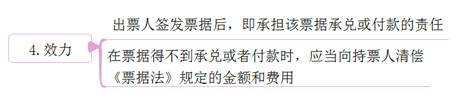 出票人签发票据后，即承担该票据承兑或付款的责任
4.效力
在票据得不到承兑或者付款时，应当向持票人清偿
《票据法》规定的金额和费用